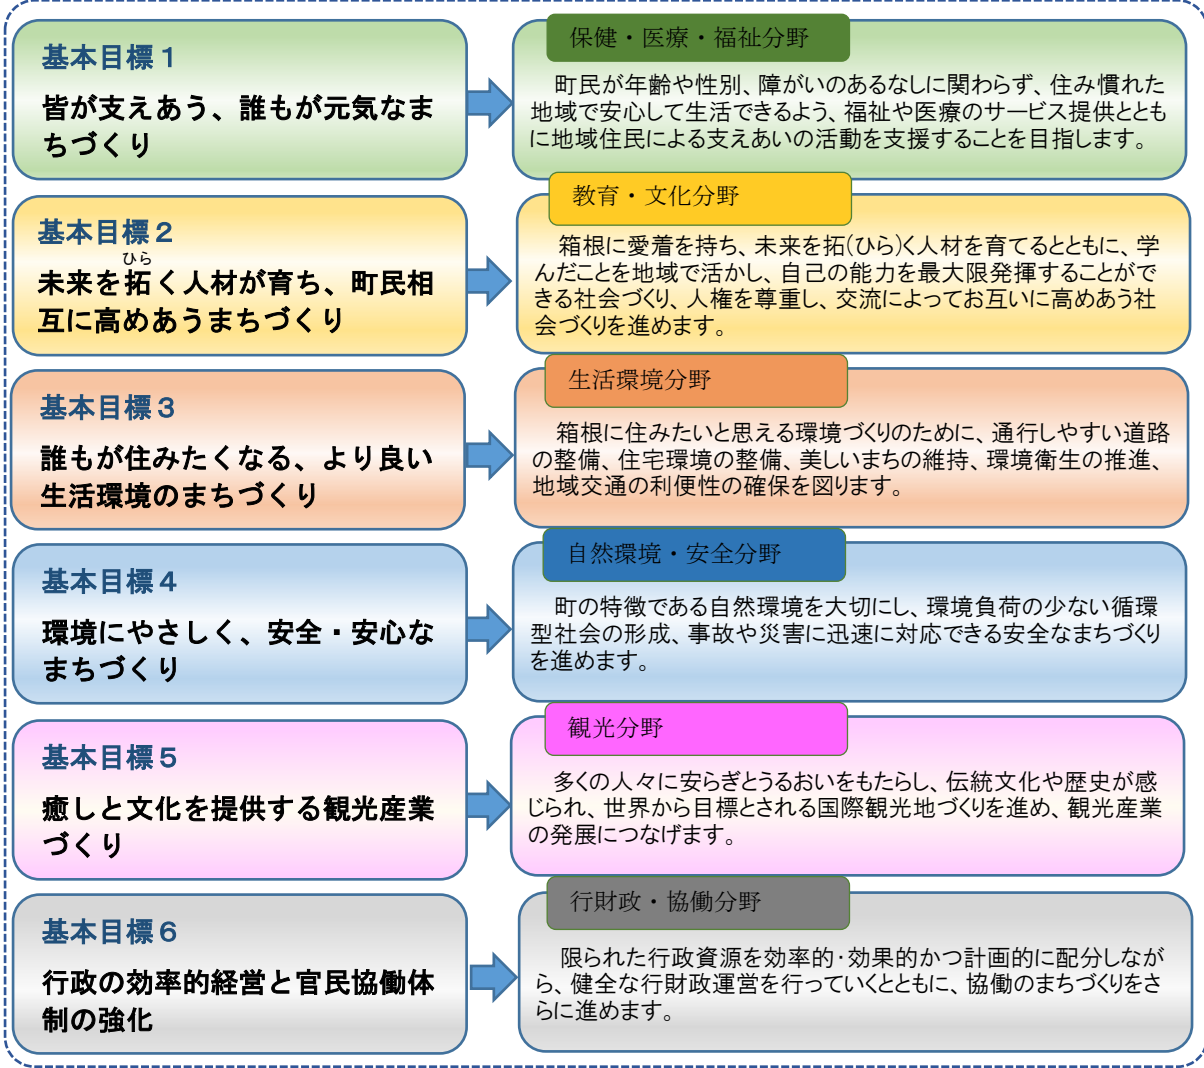 基本目標１
皆が支えあう、誰もが元気なま
ちづくり
保健・医療・福祉分野
町民が年齢や性別、障がいのあるなしに関わらず、住み慣れた
地域で安心して生活できるよう、福祉や医療のサービス提供ととも
に地域住民による支えあいの活動を支援することを目指します。
基本目標２
ひら
未来を拓く人材が育ち、町民相
互に高めあうまちづくり
教育・文化分野
箱根に愛着を持ち、未来を拓(ひら)く人材を育てるとともに、学
んだことを地域で活かし、自己の能力を最大限発揮することがで
きる社会づくり、人権を尊重し、交流によってお互いに高めあう社
会づくりを進めます。
基本目標３
誰もが住みたくなる、より良い
生活環境のまちづくり
生活環境分野
箱根に住みたいと思える環境づくりのために、通行しやすい道路
の整備、住宅環境の整備、美しいまちの維持、環境衛生の推進、
地域交通の利便性の確保を図ります。
基本目標４
環境にやさしく、安全・安心な
まちづくり
自然環境・安全分野
町の特徴である自然環境を大切にし、環境負荷の少ない循環
型社会の形成、事故や災害に迅速に対応できる安全なまちづくり
を進めます。
基本目標５
癒しと文化を提供する観光産業
づくり
観光分野
多くの人々に安らぎとうるおいをもたらし、伝統文化や歴史が感
じられ、世界から目標とされる国際観光地づくりを進め、観光産業
の発展につなげます。
基本目標６
行政の効率的経営と官民協働体
制の強化
行財政・協働分野
限られた行政資源を効率的・効果的かつ計画的に配分しなが
ら、健全な行財政運営を行っていくとともに、協働のまちづくりをさ
らに進めます。